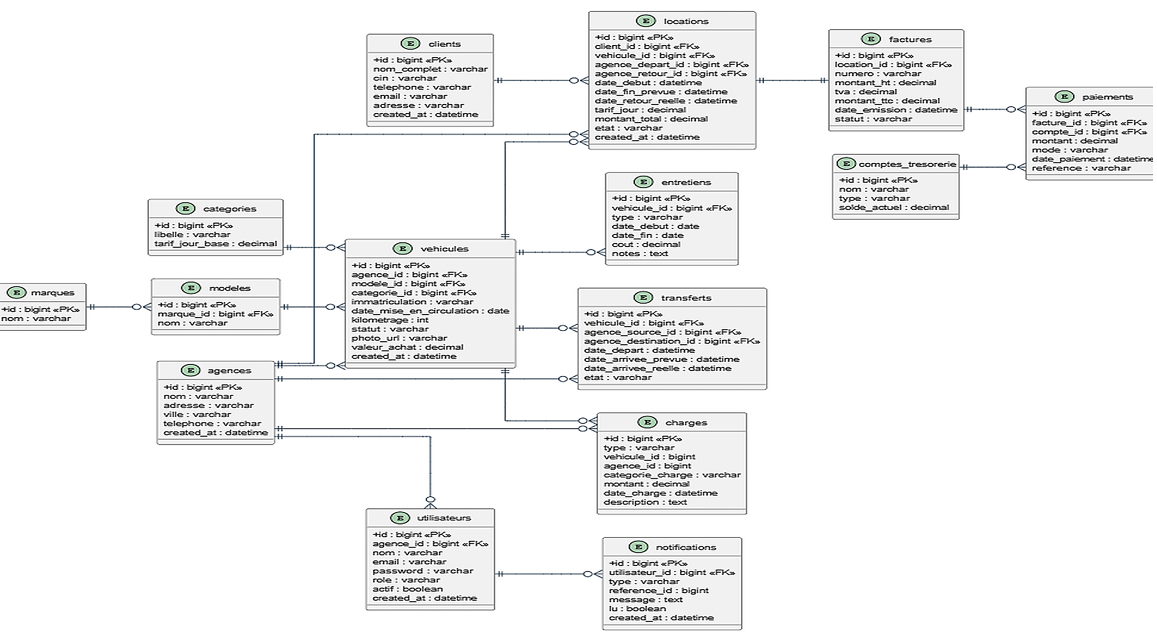 E locations
+id : bigint «PK»
client_id : bigint «FK»
vehicule_id : bigint «FK»
agence_depart_id : bigint «FK»
agence_retour_id : bigint «FK»
date_debut : datetime
date_fin_prevue : datetime
date_retour_reelle : datetime
tarif_jour : decimal
montant_total : decimal
etat : varchar
created_at : datetime
E clients
+id : bigint «PK»
nom_complet : varchar
cin : varchar
telephone : varchar
email : varchar
adresse : varchar
created_at : datetime
E factures
+id : bigint «PK»
location_id : bigint «FK»
numero : varchar
montant_ht : decimal
tva : decimal
montant_ttc : decimal
date_emission : datetime
statut : varchar
E paiements
+id : bigint «PK»
facture_id : bigint «FK»
compte_id : bigint «FK»
montant : decimal
mode : varchar
date_paiement : datetime
reference : varchar
E comptes_tresorerie
+id : bigint «PK»
nom : varchar
type : varchar
solde_actuel : decimal
E entretiens
+id : bigint «PK»
vehicule_id : bigint «FK»
type : varchar
date_debut : date
date_fin : date
cout : decimal
notes : text
E categories
+id : bigint «PK»
libelle : varchar
tarif_jour_base : decimal
E vehicules
+id : bigint «PK»
agence_id : bigint «FK»
modele_id : bigint «FK»
categorie_id : bigint «FK»
immatriculation : varchar
date_mise_en_circulation : date
kilometrage : int
statut : varchar
photo_url : varchar
valeur_achat : decimal
created_at : datetime
E marques
+id : bigint «PK»
nom : varchar
E modeles
+id : bigint «PK»
marque_id : bigint «FK»
nom : varchar
E transferts
+id : bigint «PK»
vehicule_id : bigint «FK»
agence_source_id : bigint «FK»
agence_destination_id : bigint «FK»
date_depart : datetime
date_arrivee_prevue : datetime
date_arrivee_reelle : datetime
etat : varchar
E agences
+id : bigint «PK»
nom : varchar
adresse : varchar
ville : varchar
telephone : varchar
created_at : datetime
E charges
+id : bigint «PK»
type : varchar
vehicule_id : bigint
agence_id : bigint
categorie_charge : varchar
montant : decimal
date_charge : datetime
description : text
E utilisateurs
+id : bigint «PK»
agence_id : bigint «FK»
nom : varchar
email : varchar
password : varchar
role : varchar
actif : boolean
created_at : datetime
E notifications
+id : bigint «PK»
utilisateur_id : bigint «FK»
type : varchar
reference_id : bigint
message : text
lu : boolean
created_at : datetime